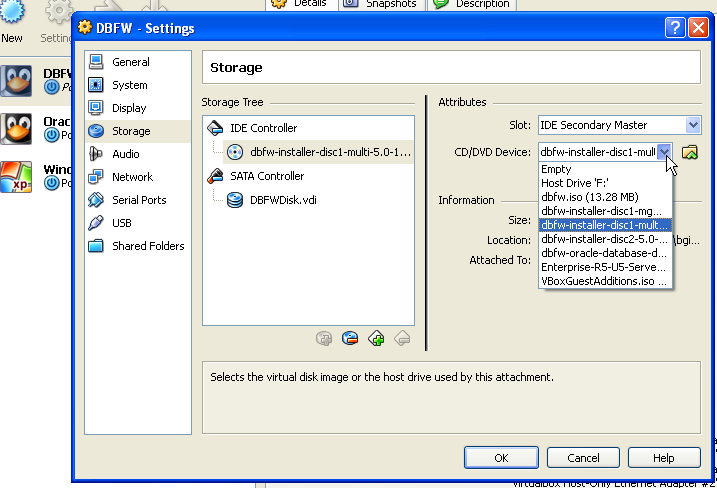 Details
Snapshots
Description
New
Settin
DBFW - Settings
DBFW
Po
Orac
Po
Wind
Po
General
System
Display
Storage
Audio
Network
Serial Ports
USB
Shared Folders
Storage
Storage Tree
IDE Controller
dbfw-installer-disc1-multi-5.0-1...
SATA Controller
DBFWDisk.vdi
Attributes
Slot: IDE Secondary Master
CD/DVD Device: dbfw-installer-disc1-mult
Empty
Host Drive 'F:'
dbfw.iso (13.28 MB)
dbfw-installer-disc1-mg...
dbfw-installer-disc1-mult...
dbfw-installer-disc2-5.0-...
dbfw-oracle-database-d...
Enterprise-R5-U5-Serve...
VBoxGuestAdditions.iso ...
Information
Size:
Location: \bgi...
Attached To:
Selects the virtual disk image or the host drive used by this attachment.
OK
Cancel
Help
VirtualBox Host-Only Ethernet Adapter #2